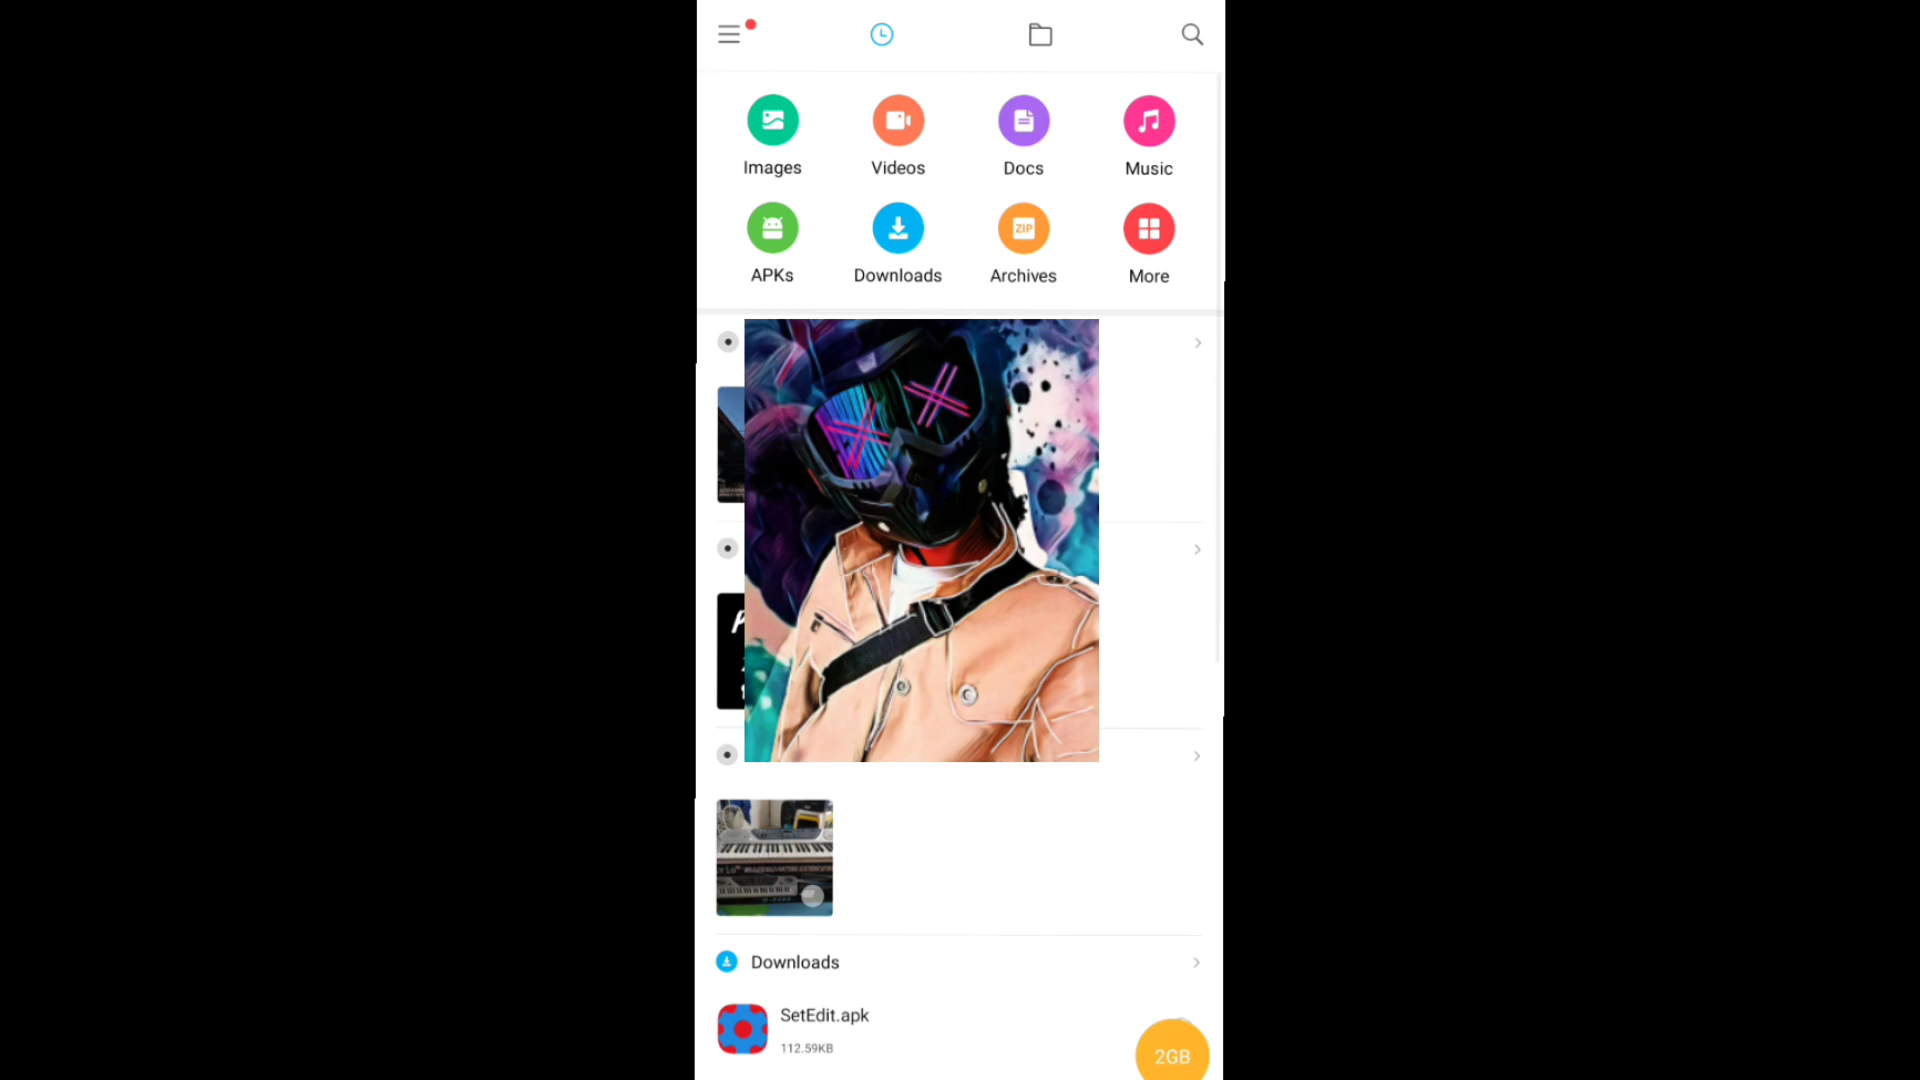 Images
Videos
Docs
Music
APKs
Downloads
ZIP
Archives
More
Downloads
SetEdit.apk
112.59KB
2GB